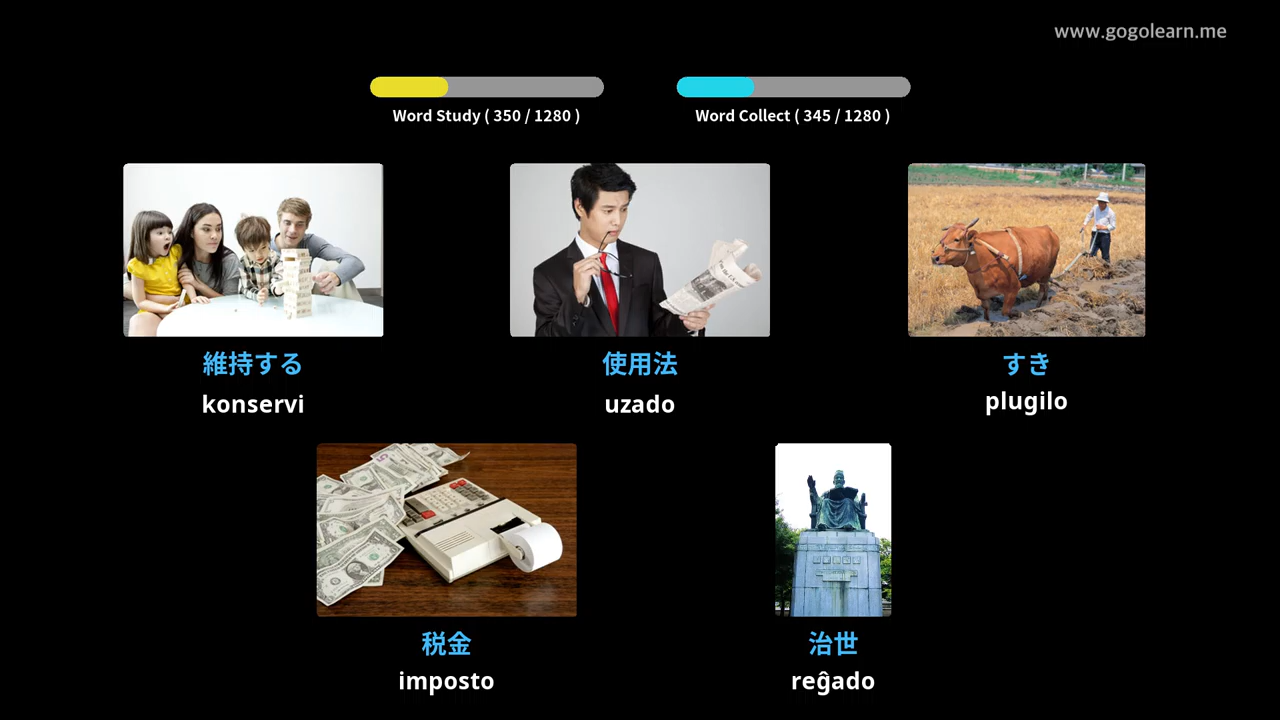 www.gogolearn.me
Word Study ( 350 / 1280 )
Word Collect ( 345 / 1280 )
維持する
konservi
使用法
uzado
すき
plugilo
税金
imposto
治世
reĝado